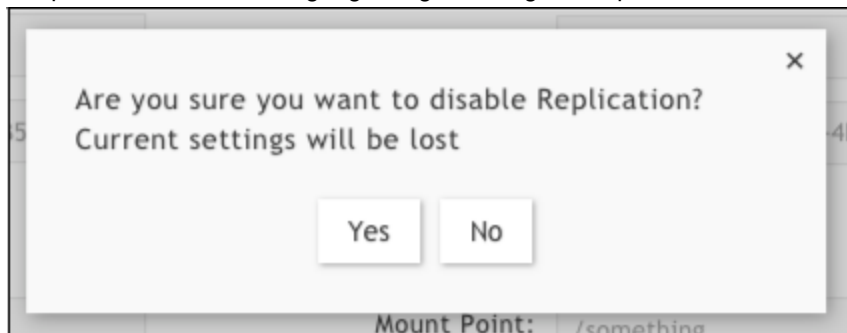 ×
Are you sure you want to disable Replication?
Current settings will be lost
Yes No
Mount Point: /something